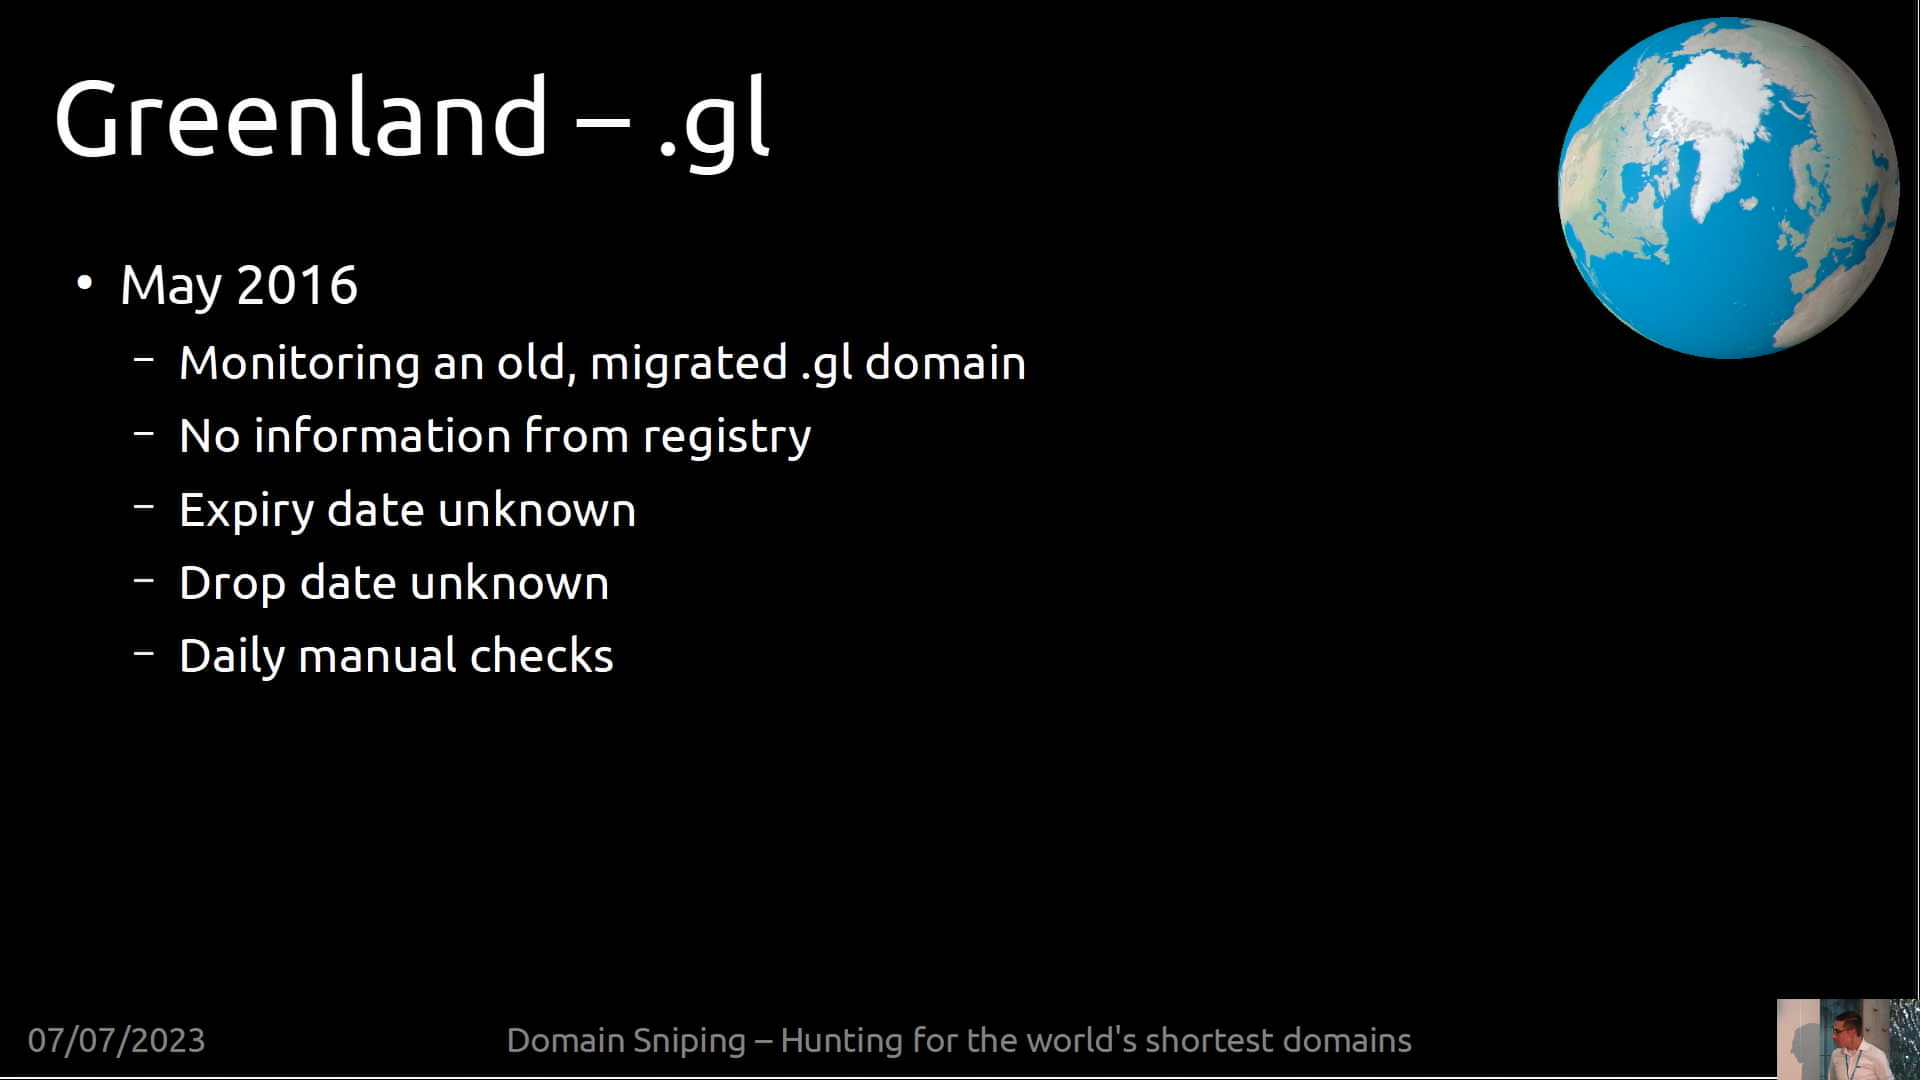 Greenland – .gl
• May 2016
– Monitoring an old, migrated .gl domain
– No information from registry
– Expiry date unknown
– Drop date unknown
– Daily manual checks
07/07/2023
Domain Sniping – Hunting for the world's shortest domains